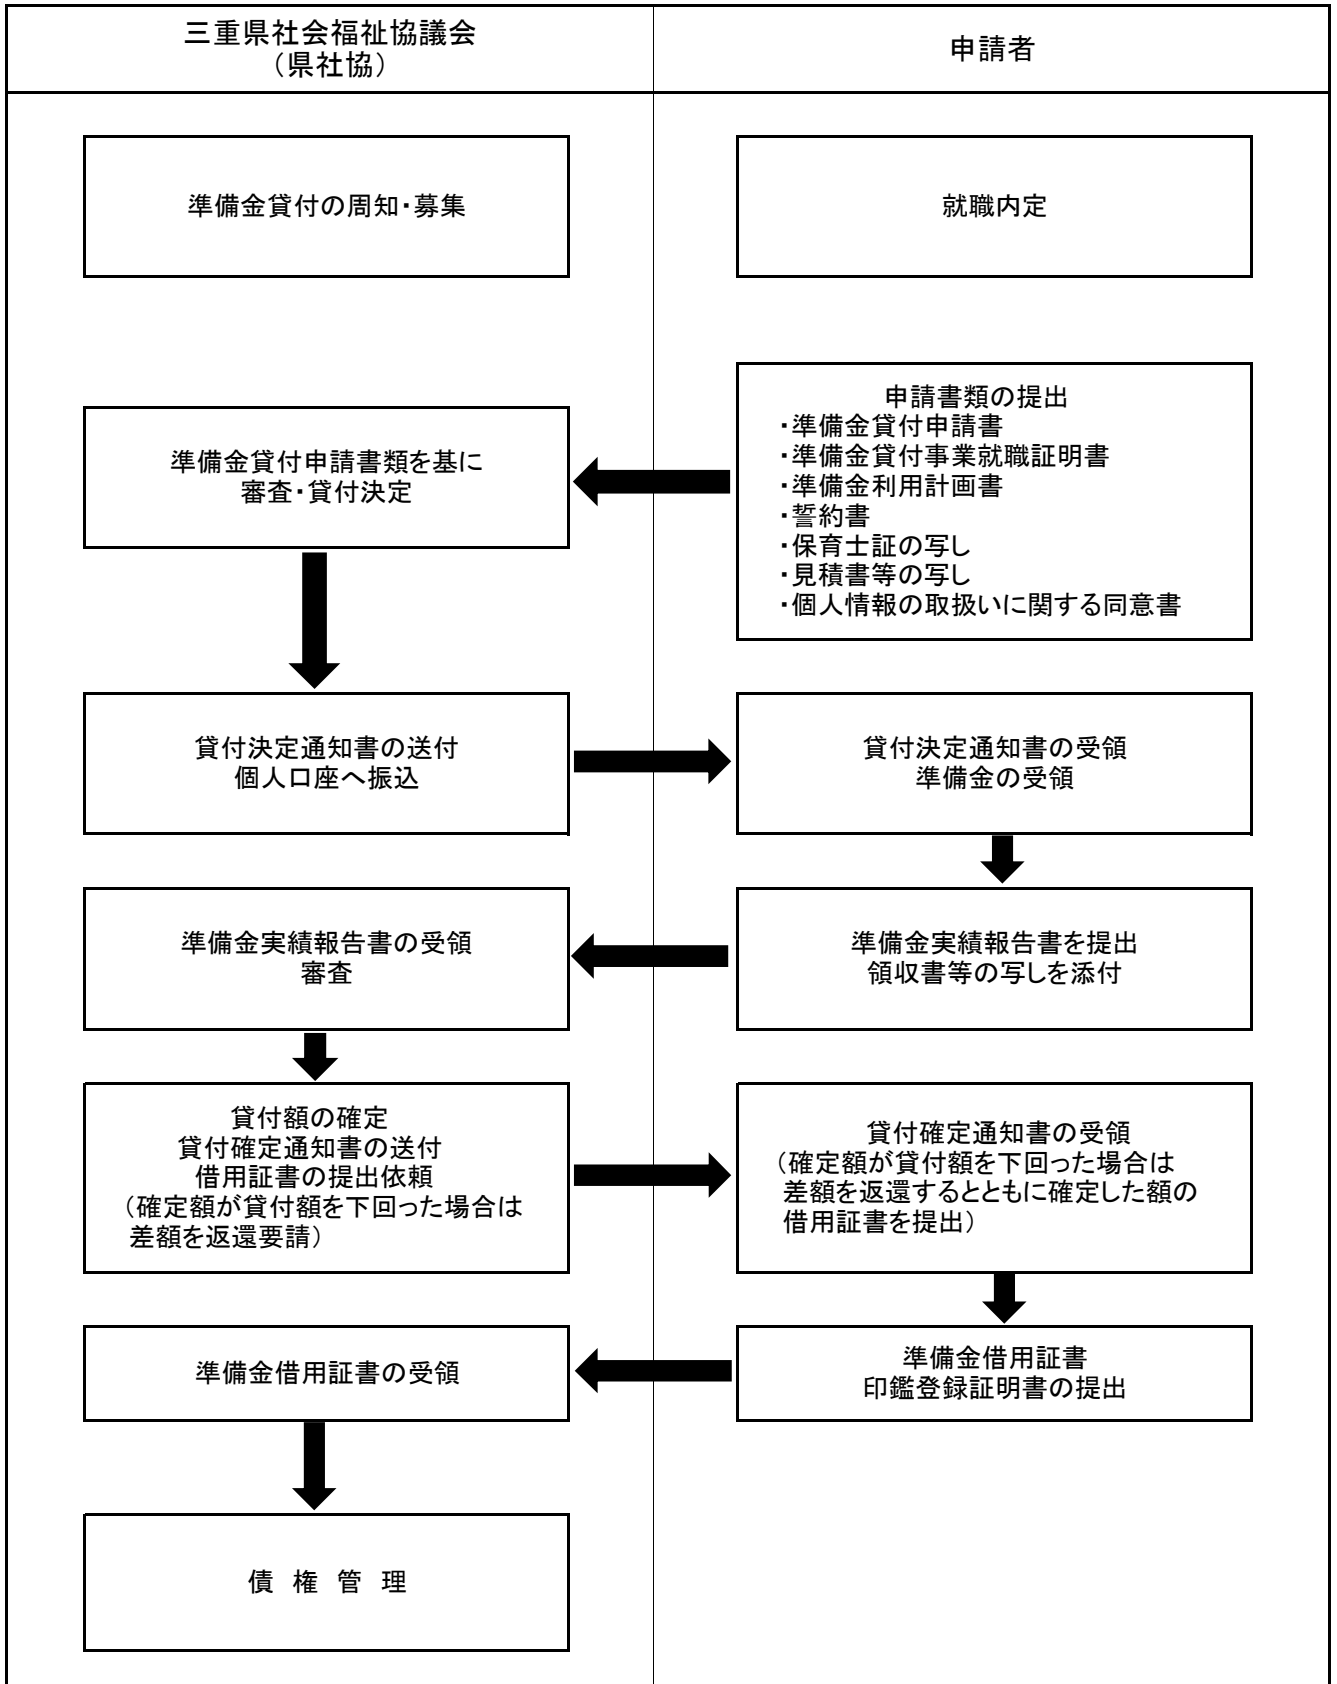 三重県社会福祉協議会
（県社協）
申請者
準備金貸付の周知・募集
就職内定
申請書類の提出
・準備金貸付申請書
・準備金貸付事業就職証明書
・準備金利用計画書
・誓約書
・保育士証の写し
・見積書等の写し
・個人情報の取扱いに関する同意書
準備金貸付申請書類を基に
審査・貸付決定
貸付決定通知書の送付
個人口座へ振込
貸付決定通知書の受領
準備金の受領
準備金実績報告書を提出
領収書等の写しを添付
準備金実績報告書の受領
審査
貸付額の確定
貸付確定通知書の送付
借用証書の提出依頼
（確定額が貸付額を下回った場合は
差額を返還要請）
貸付確定通知書の受領
（確定額が貸付額を下回った場合は
差額を返還するとともに確定した額の
借用証書を提出）
準備金借用証書
印鑑登録証明書の提出
準備金借用証書の受領
債　権　管　理